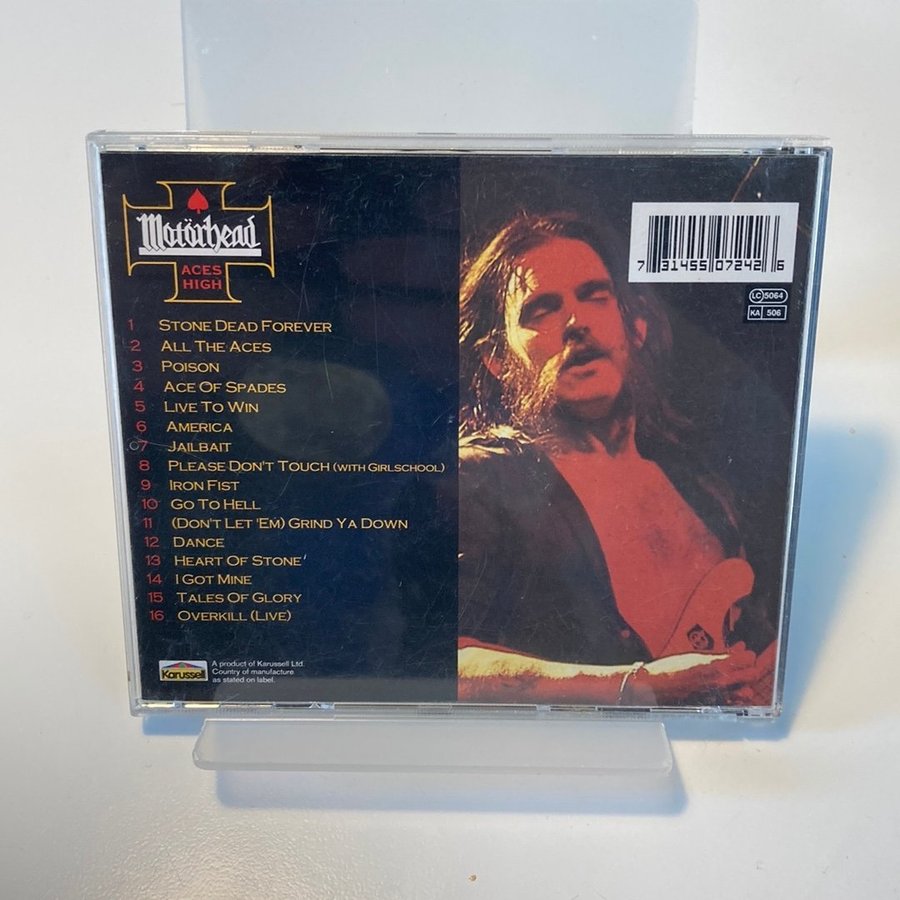 Motörhead
ACES
HIGH
1 STONE DEAD FOREVER
2 ALL THE ACES
3 POISON
4 ACE OF SPADES
5 LIVE TO WIN
6 AMERICA
7 JAILBAIT
8 PLEASE DON'T TOUCH (WITH GIRLSCHOOL)
9 IRON FIST
10 GO TO HELL
11 (DON'T LET 'EM) GRIND YA DOWN
12 DANCE
13 HEART OF STONE
14 I GOT MINE
15 TALES OF GLORY
16 OVERKILL (LIVE)
Karussell
A product of Karussell Ltd.
Country of manufacture
as stated on label.
7 31455 07242 6
LC 5064
KA 506